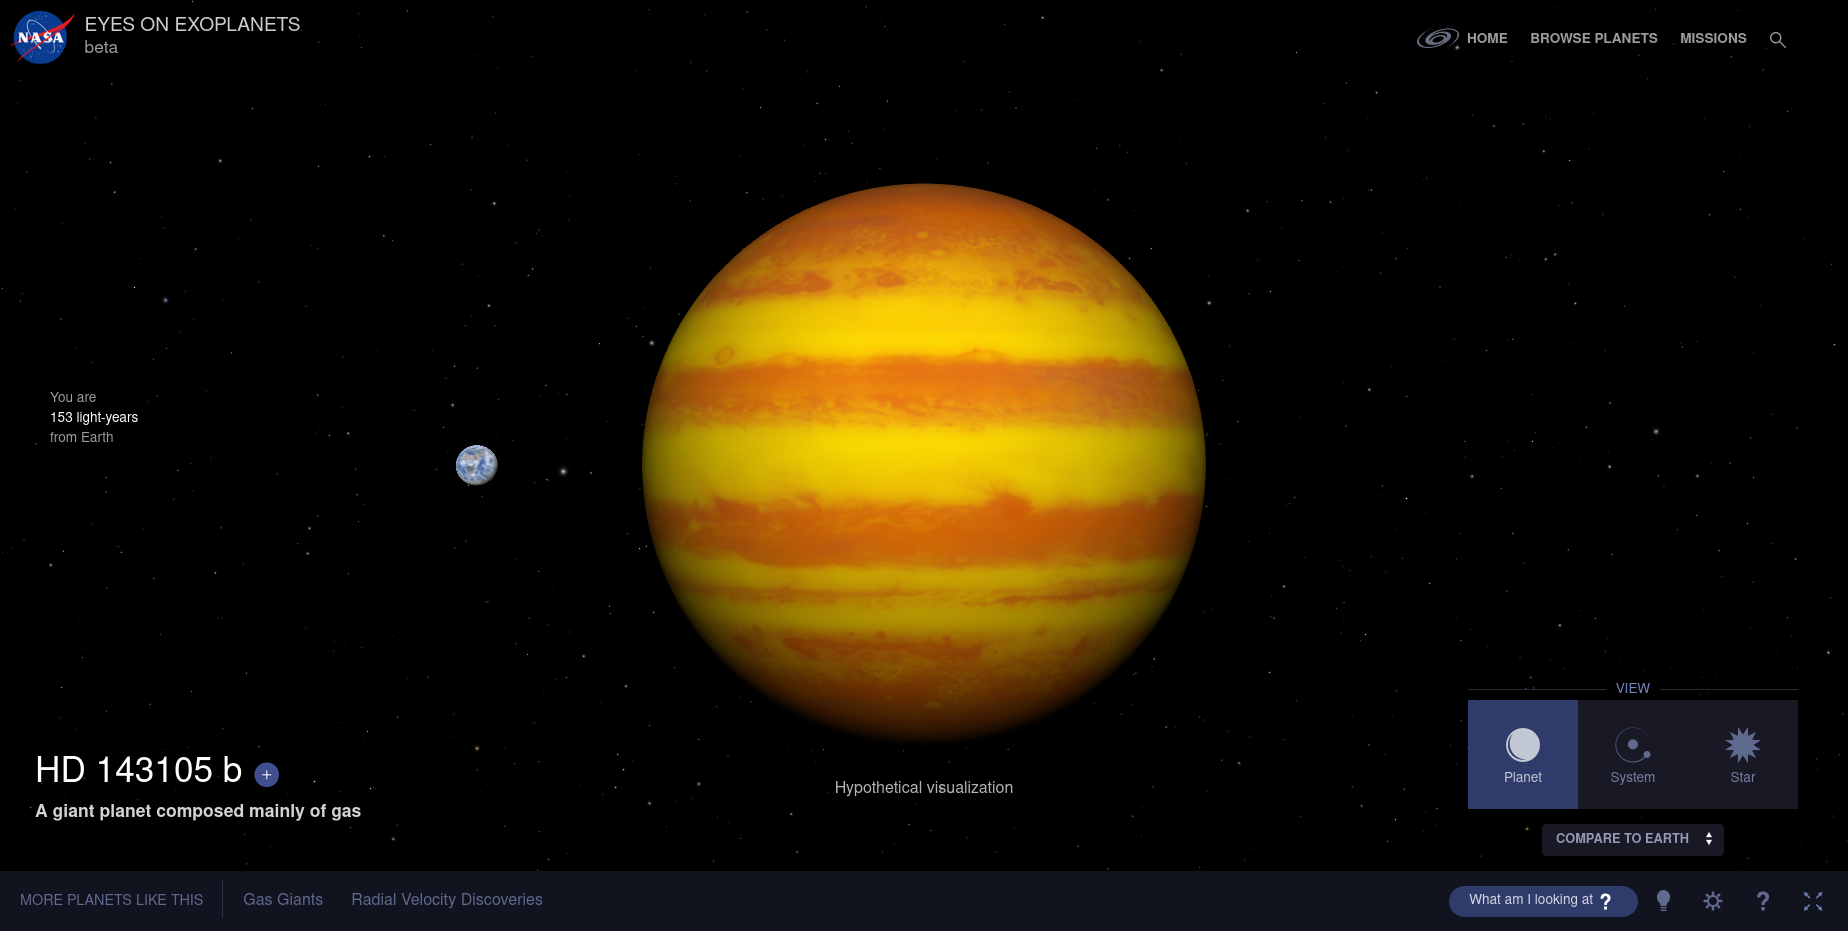 NASA
EYES ON EXOPLANETS
beta
HOME
BROWSE PLANETS
MISSIONS
You are
153 light-years
from Earth
HD 143105 b +
A giant planet composed mainly of gas
Hypothetical visualization
VIEW
Planet
System
Star
COMPARE TO EARTH
MORE PLANETS LIKE THIS
Gas Giants
Radial Velocity Discoveries
What am I looking at ?
?